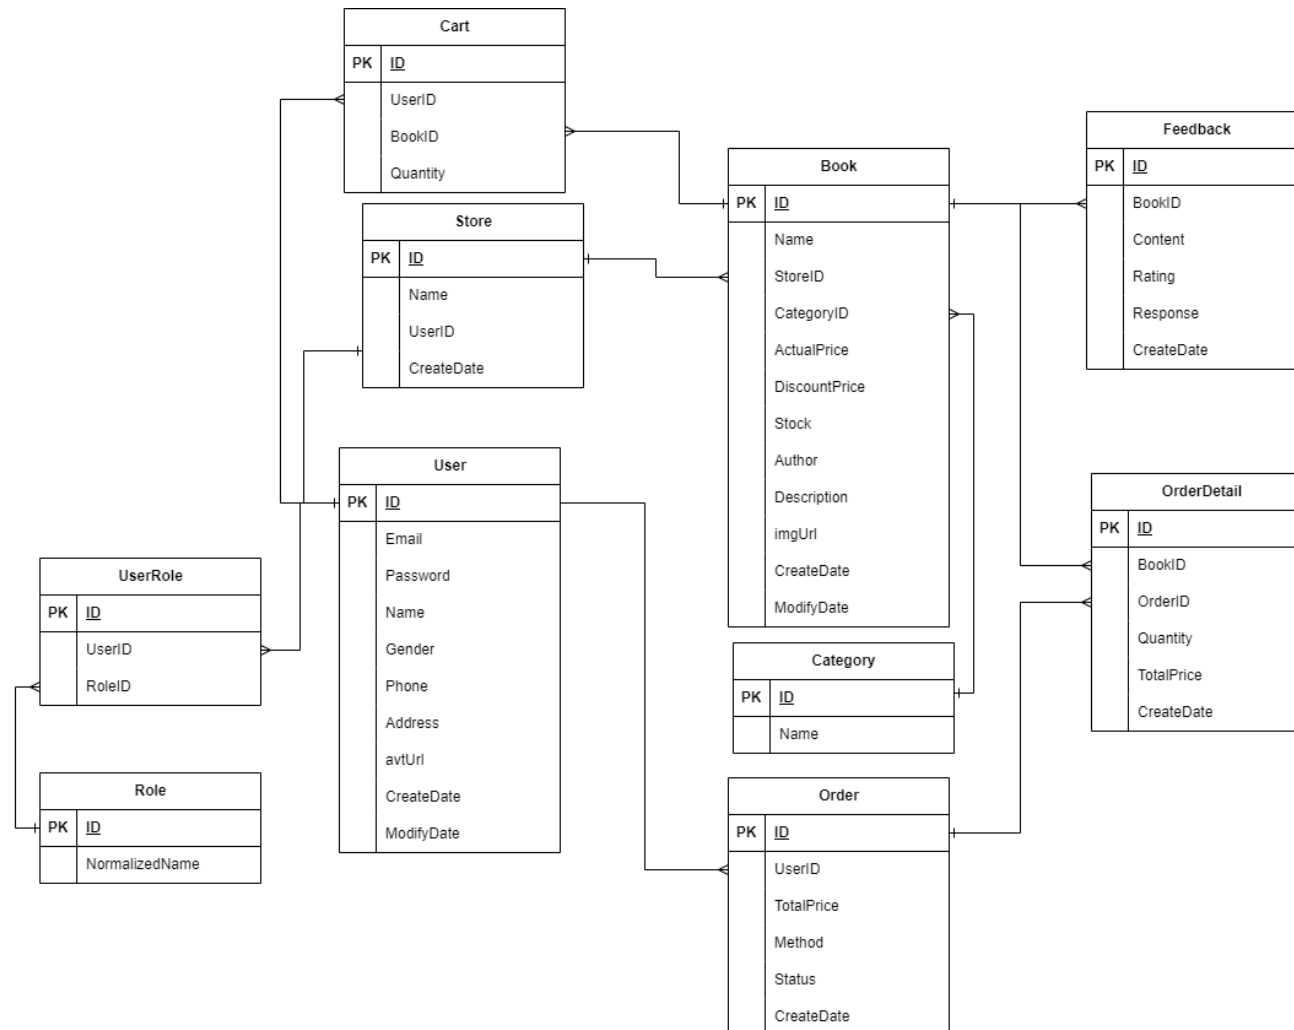 Cart
PK ID
UserID
BookID
Quantity
Store
PK ID
Name
UserID
CreateDate
User
PK ID
Email
Password
Name
Gender
Phone
Address
avtUrl
CreateDate
ModifyDate
UserRole
PK ID
UserID
RoleID
Role
PK ID
NormalizedName
Book
PK ID
Name
StoreID
CategoryID
ActualPrice
DiscountPrice
Stock
Author
Description
imgUrl
CreateDate
ModifyDate
Category
PK ID
Name
Order
PK ID
UserID
TotalPrice
Method
Status
CreateDate
Feedback
PK ID
BookID
Content
Rating
Response
CreateDate
OrderDetail
PK ID
BookID
OrderID
Quantity
TotalPrice
CreateDate